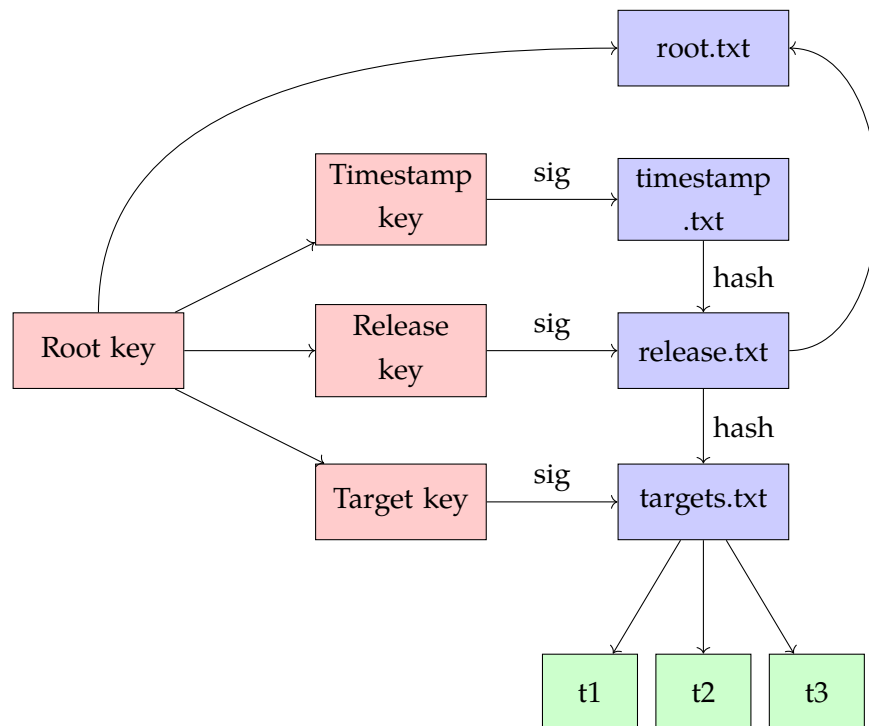 root.txt
Timestamp
key
sig
timestamp
.txt
hash
Root key
Release
key
sig
release.txt
hash
Target key
sig
targets.txt
t1
t2
t3